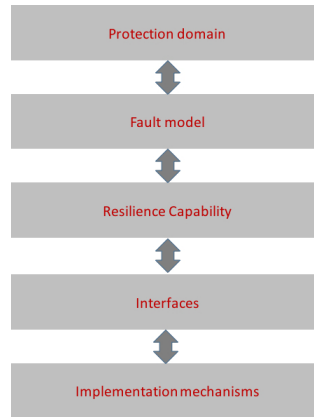 Protection domain
Fault model
Resilience Capability
Interfaces
Implementation mechanisms